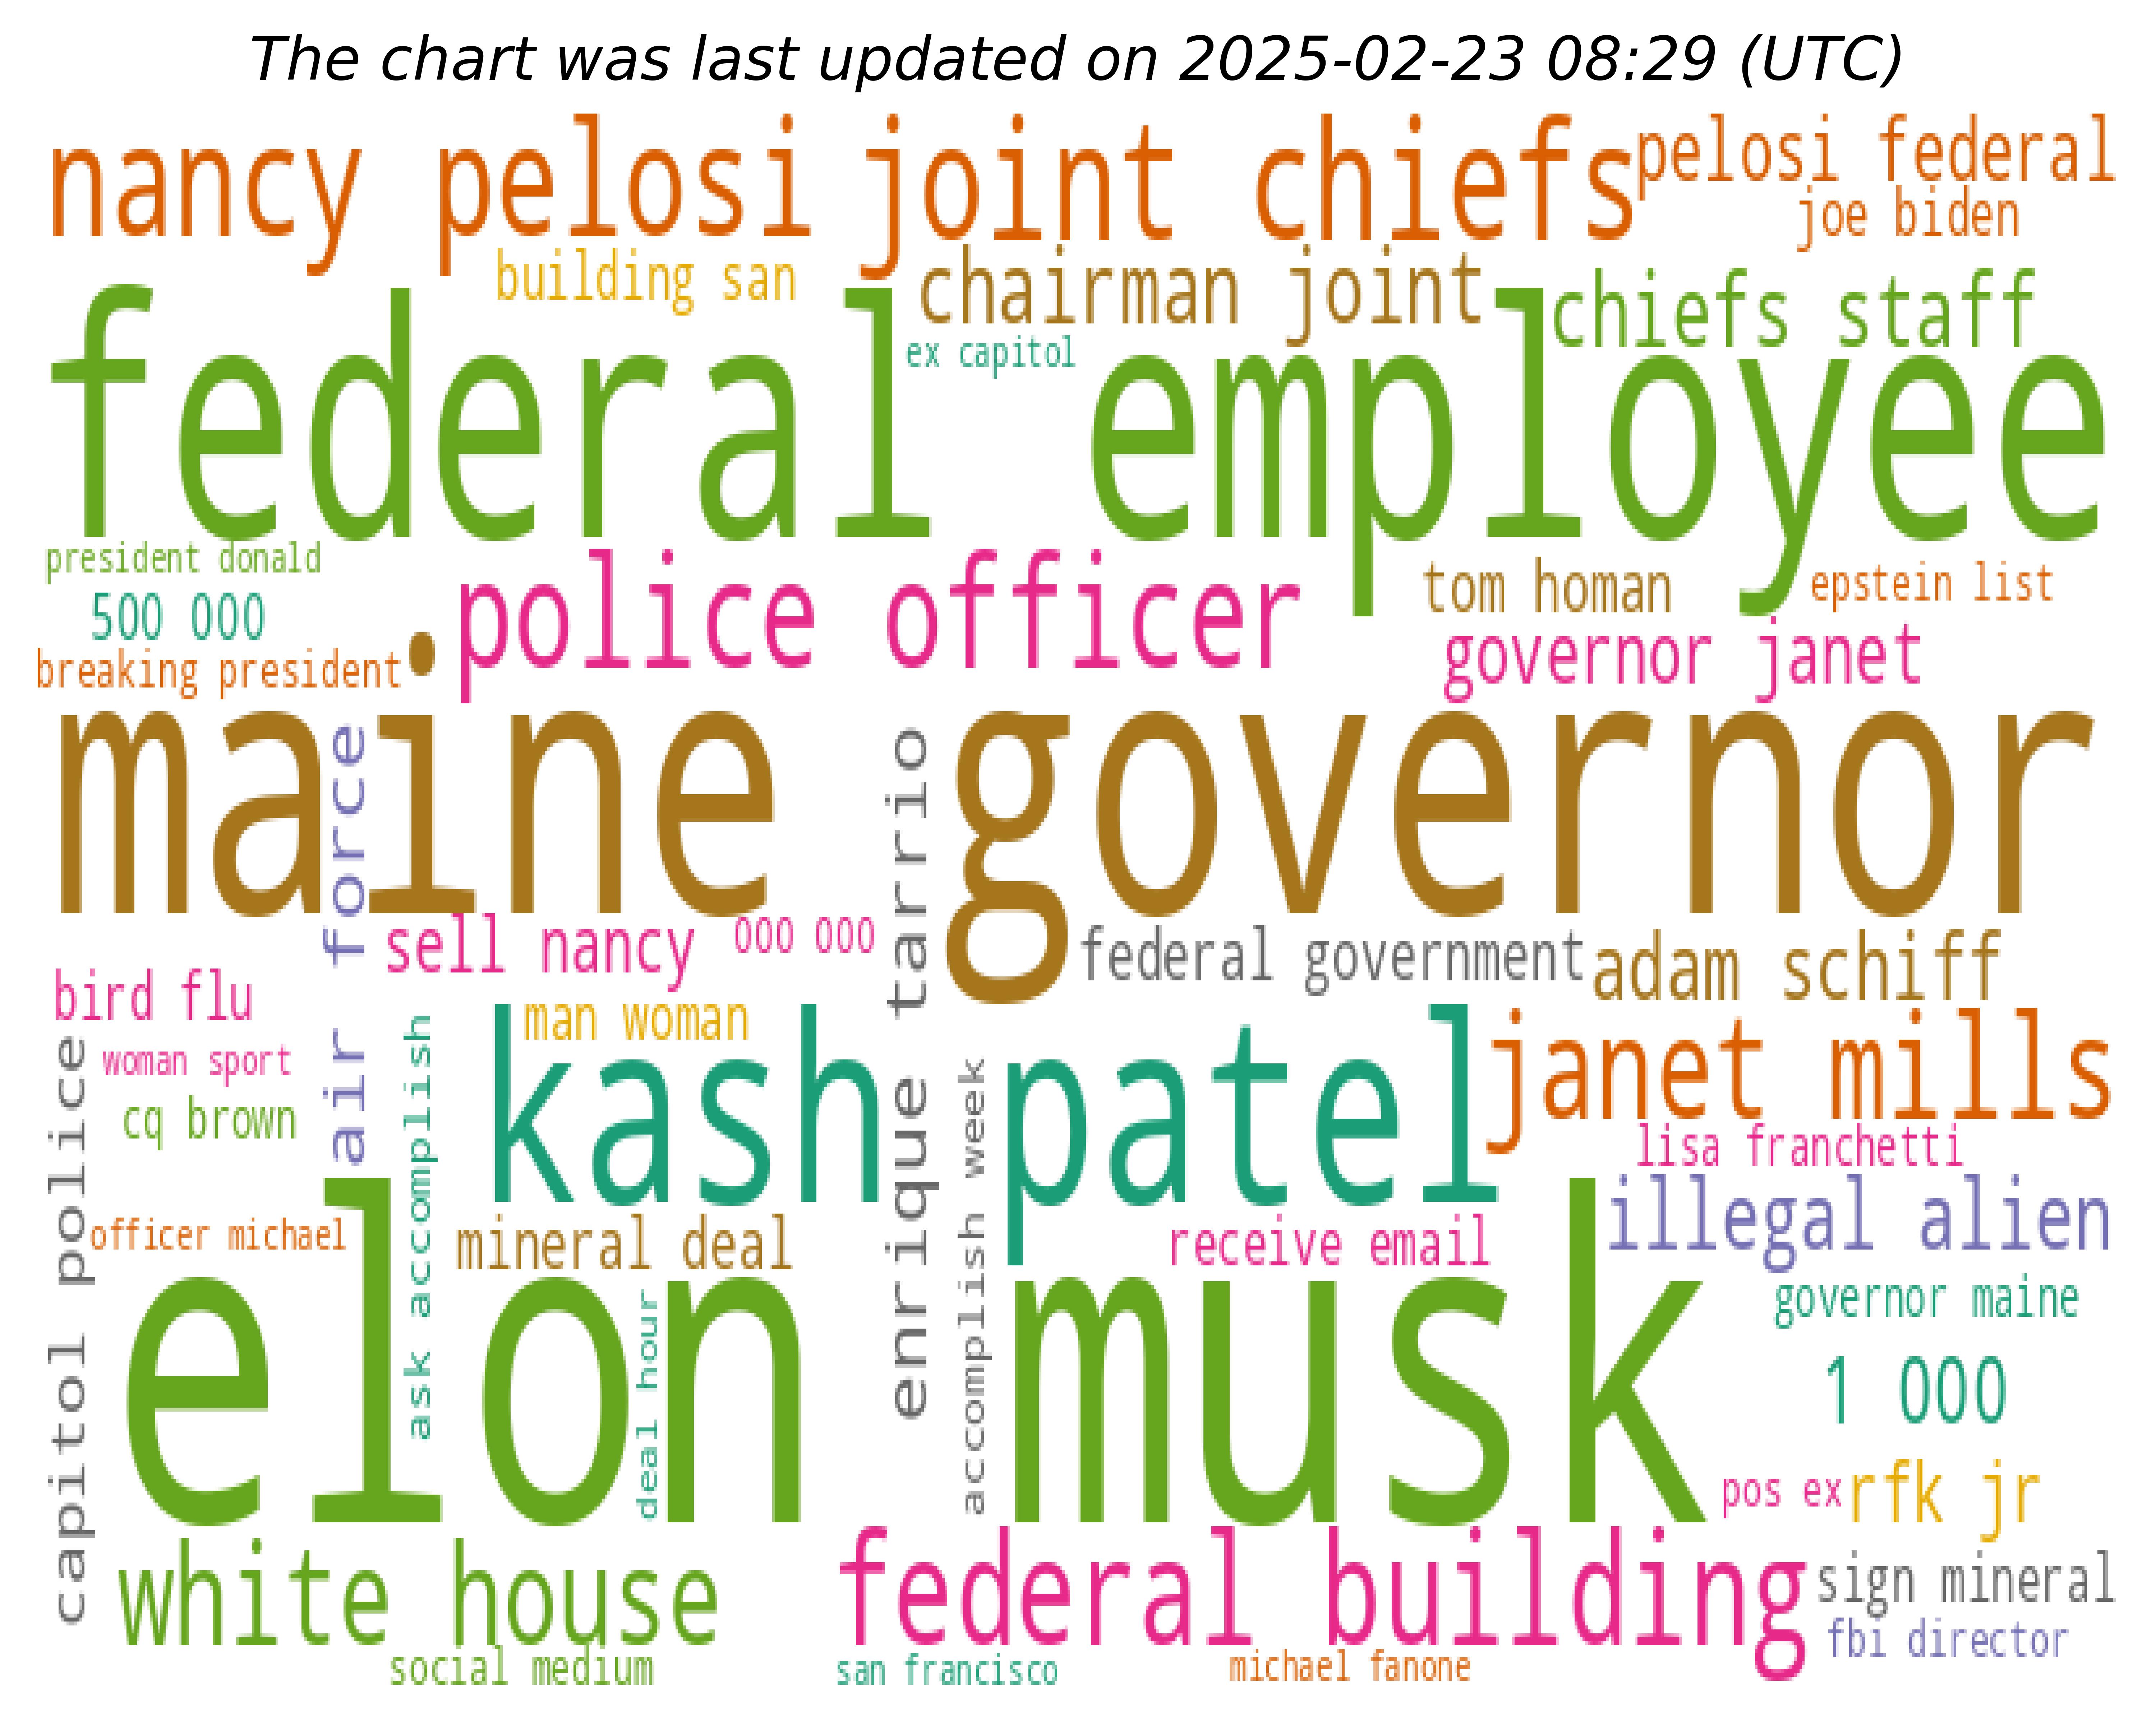 The chart was last updated on 2025-02-23 08:29 (UTC)
nancy pelosi
joint chiefs
pelosi federal
joe biden
building san
chairman joint
chiefs staff
ex capitol
federal employee
president donald
500 000
breaking president
police officer
tom homan
epstein list
governor janet
maine governor
air force
enrique tarrio
sell nancy
000 000
federal government
adam schiff
bird flu
man woman
woman sport
cq brown
capitol police
ask accomplish
kash patel
accomplish week
janet mills
lisa franchetti
illegal alien
officer michael
mineral deal
receive email
governor maine
elon musk
deal hour
1 000
pos ex
rfk jr
white house
federal building
sign mineral
fbi director
social medium
san francisco
michael fanone